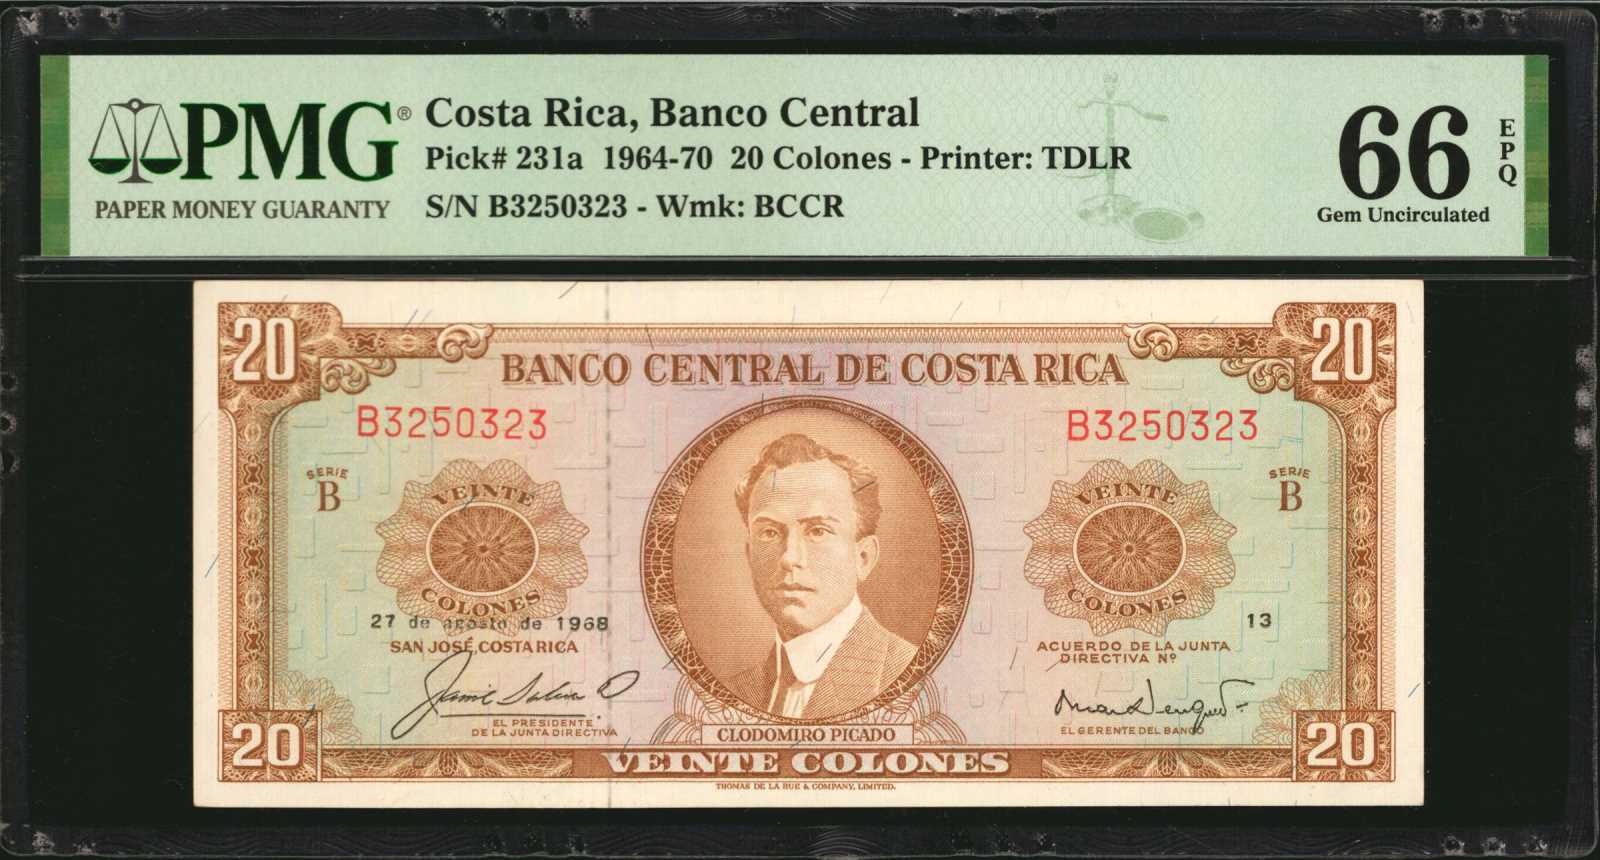 PMG®
PAPER MONEY GUARANTY
Costa Rica, Banco Central
Pick# 231a 1964-70 20 Colones - Printer: TDLR
S/N B3250323 - Wmk: BCCR
66 EPQ
Gem Uncirculated
20 20
BANCO CENTRAL DE COSTA RICA
B3250323 B3250323
SERIE B SERIE B
VEINTE COLONES VEINTE COLONES
27 de agosto de 1968 13
SAN JOSÉ, COSTA RICA
ACUERDO DE LA JUNTA
DIRECTIVA Nº
EL PRESIDENTE
DE LA JUNTA DIRECTIVA
EL GERENTE DEL BANCO
CLODOMIRO PICADO
20 VEINTE COLONES 20
THOMAS DE LA RUE & COMPANY, LIMITED.